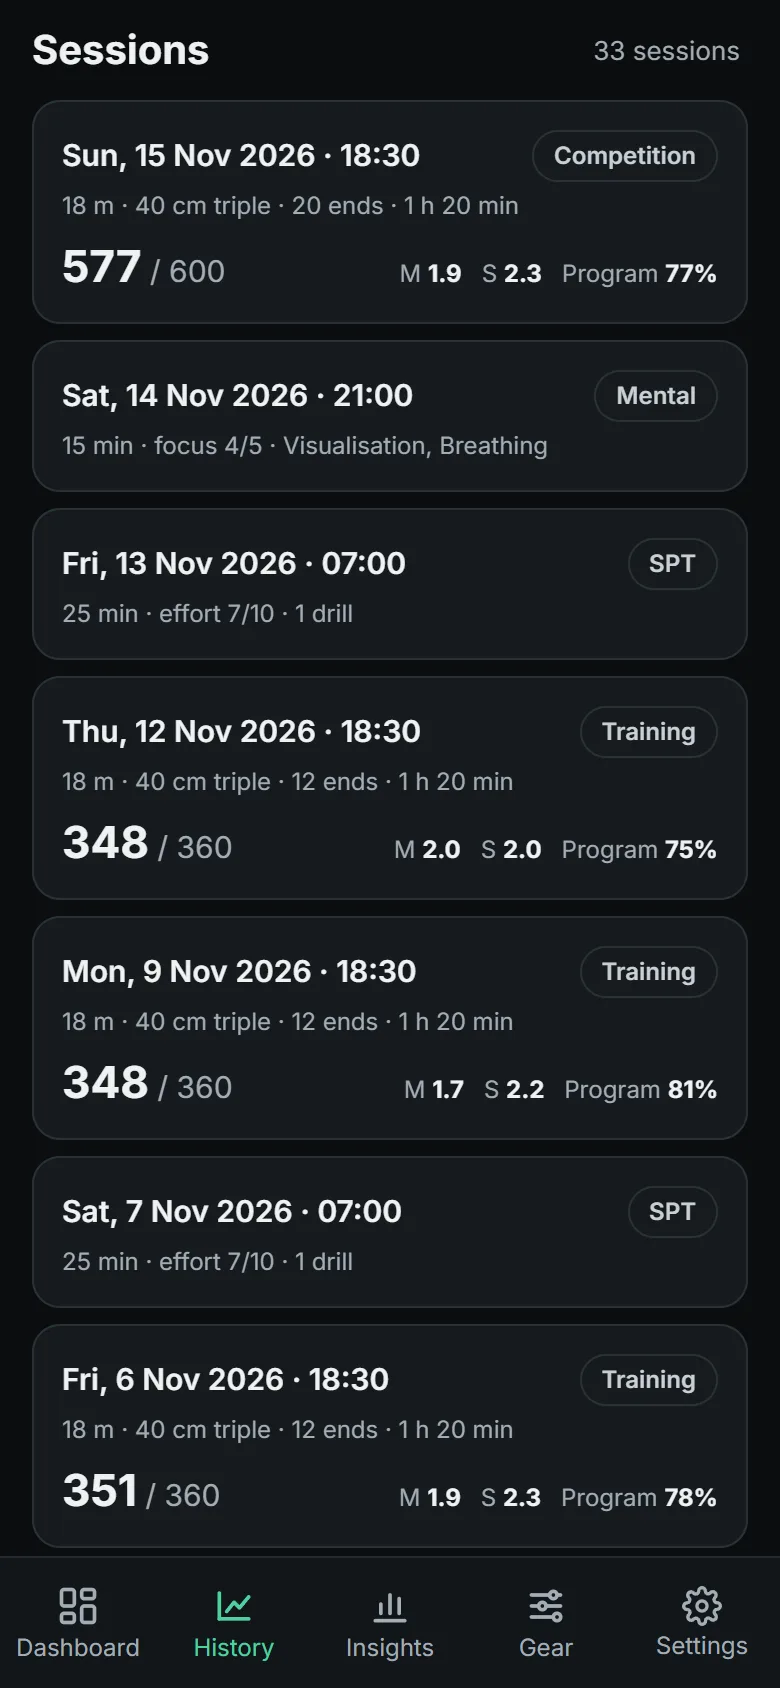 Sessions
33 sessions
Sun, 15 Nov 2026 · 18:30
Competition
18 m · 40 cm triple · 20 ends · 1 h 20 min
577 / 600
M 1.9 S 2.3 Program 77%
Sat, 14 Nov 2026 · 21:00
Mental
15 min · focus 4/5 · Visualisation, Breathing
Fri, 13 Nov 2026 · 07:00
SPT
25 min · effort 7/10 · 1 drill
Thu, 12 Nov 2026 · 18:30
Training
18 m · 40 cm triple · 12 ends · 1 h 20 min
348 / 360
M 2.0 S 2.0 Program 75%
Mon, 9 Nov 2026 · 18:30
Training
18 m · 40 cm triple · 12 ends · 1 h 20 min
348 / 360
M 1.7 S 2.2 Program 81%
Sat, 7 Nov 2026 · 07:00
SPT
25 min · effort 7/10 · 1 drill
Fri, 6 Nov 2026 · 18:30
Training
18 m · 40 cm triple · 12 ends · 1 h 20 min
351 / 360
M 1.9 S 2.3 Program 78%
Dashboard
History
Insights
Gear
Settings